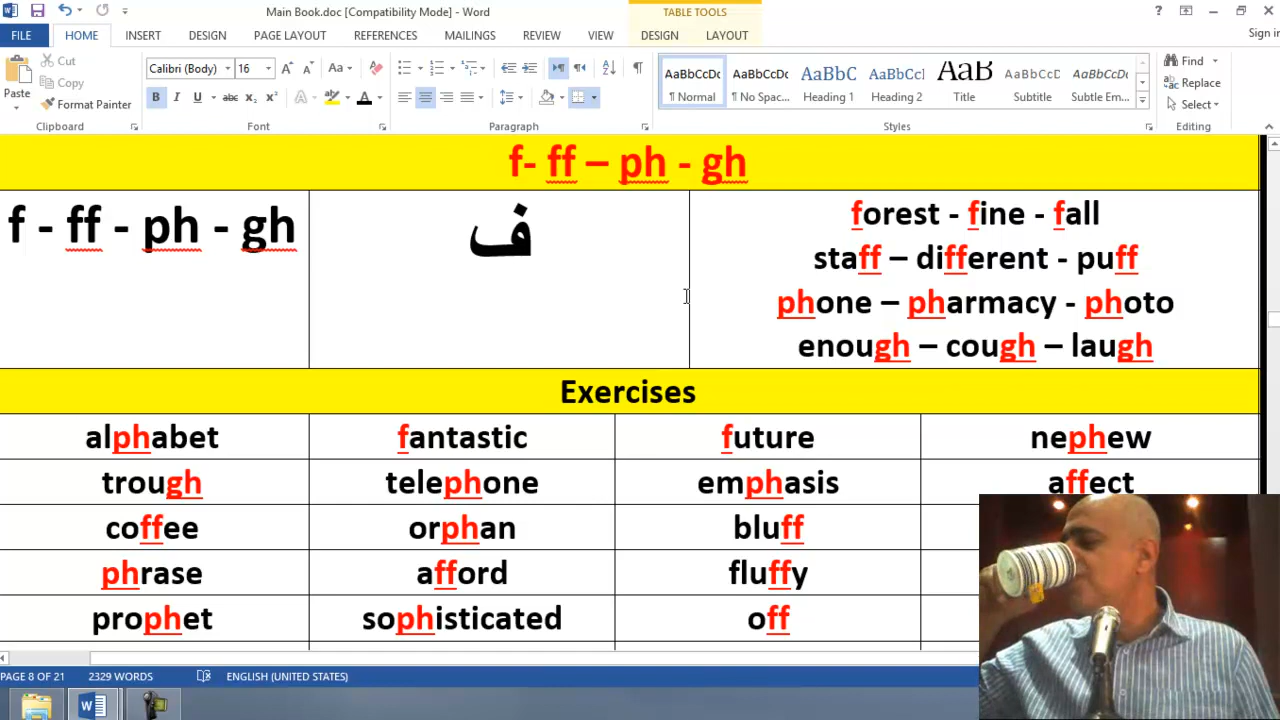 Main Book.doc [Compatibility Mode] - Word
TABLE TOOLS
FILE HOME INSERT DESIGN PAGE LAYOUT REFERENCES MAILINGS REVIEW VIEW DESIGN LAYOUT Sign in
Cut
Copy
Format Painter
Paste
Clipboard
Calibri (Body) 16
Font
Paragraph
AaBbCcDc AaBbCcDc AaBbC AaBbCcI AaB AaBbCcD AaBbCcDc
¶ Normal ¶ No Spac... Heading 1 Heading 2 Title Subtitle Subtle Em...
Styles
Find
Replace
Select
Editing
f- ff – ph - gh
f - ff - ph - gh
ف
forest - fine - fall
staff – different - puff
phone – pharmacy - photo
enough – cough – laugh
Exercises
alphabet fantastic future nephew
trough telephone emphasis affect
coffee orphan bluff
phrase afford fluffy
prophet sophisticated off
PAGE 8 OF 21 2329 WORDS ENGLISH (UNITED STATES)